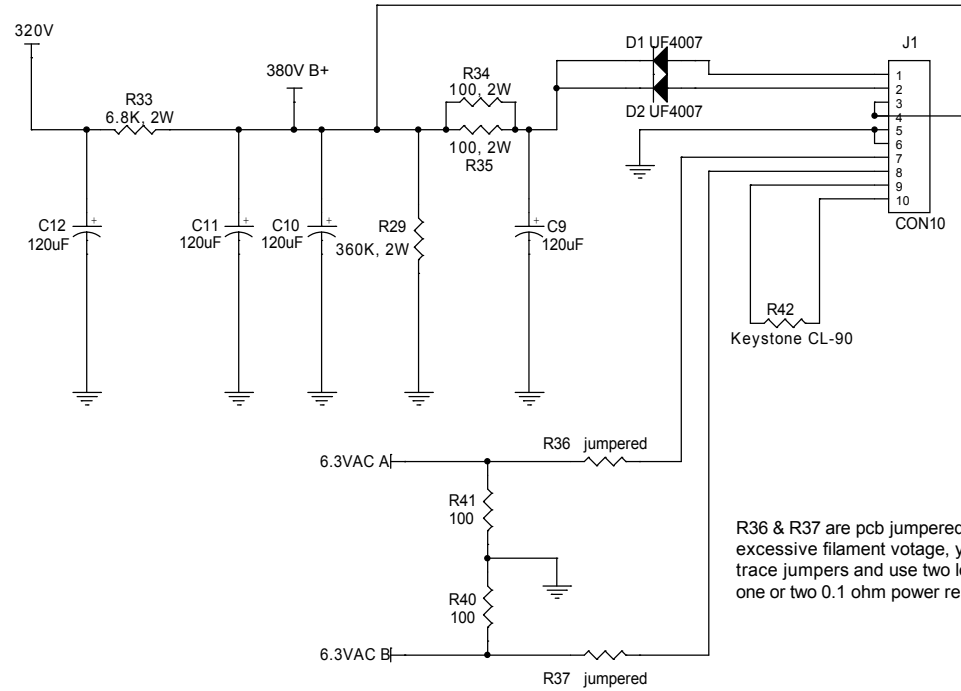 320V
R33
6.8K, 2W
380V B+
R34
100, 2W
100, 2W
R35
D1 UF4007
D2 UF4007
J1
1
2
3
4
5
6
7
8
9
10
CON10
C12
120uF
+
C11
120uF
+
C10
120uF
+
R29
360K, 2W
C9
120uF
+
R42
Keystone CL-90
6.3VAC A
R36 jumpered
R41
100
R40
100
6.3VAC B
R37 jumpered
R36 & R37 are pcb jumpered
excessive filament votage, y
trace jumpers and use two l
one or two 0.1 ohm power re